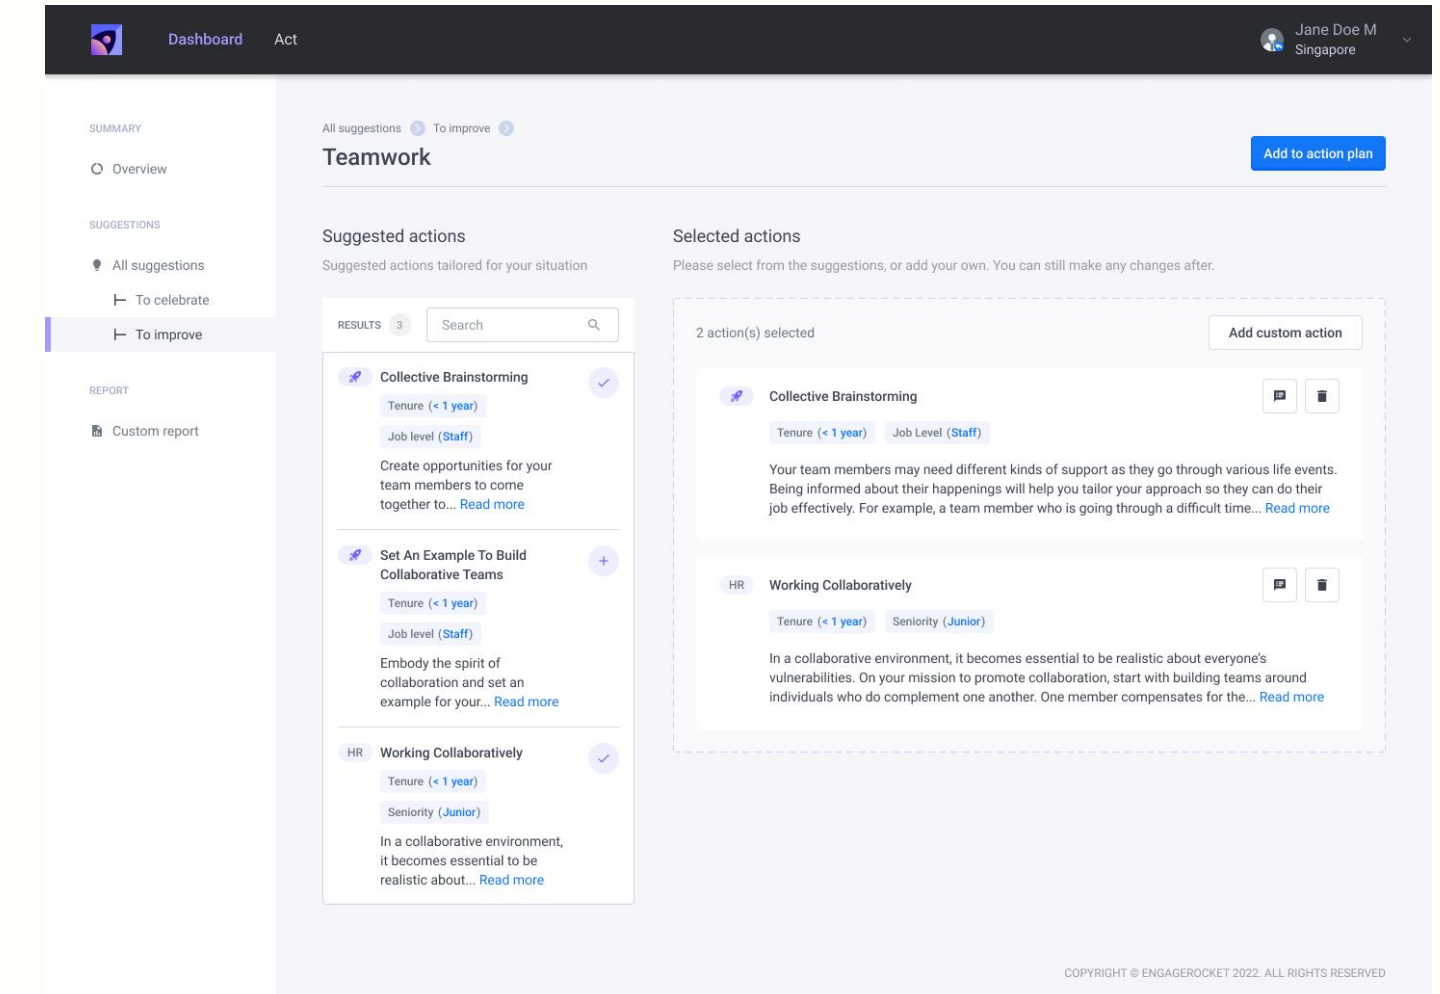 Dashboard Act
Jane Doe M
Singapore
SUMMARY
Overview
SUGGESTIONS
All suggestions
To celebrate
To improve
REPORT
Custom report
All suggestions To improve
Teamwork
Add to action plan
Suggested actions
Suggested actions tailored for your situation
RESULTS 3 Search
Collective Brainstorming
Tenure (< 1 year)
Job level (Staff)
Create opportunities for your
team members to come
together to... Read more
Set An Example To Build
Collaborative Teams
Tenure (< 1 year)
Job level (Staff)
Embody the spirit of
collaboration and set an
example for your... Read more
HR Working Collaboratively
Tenure (< 1 year)
Seniority (Junior)
In a collaborative environment,
it becomes essential to be
realistic about... Read more
Selected actions
Please select from the suggestions, or add your own. You can still make any changes after.
2 action(s) selected Add custom action
Collective Brainstorming
Tenure (< 1 year) Job Level (Staff)
Your team members may need different kinds of support as they go through various life events.
Being informed about their happenings will help you tailor your approach so they can do their
job effectively. For example, a team member who is going through a difficult time... Read more
HR Working Collaboratively
Tenure (< 1 year) Seniority (Junior)
In a collaborative environment, it becomes essential to be realistic about everyone's
vulnerabilities. On your mission to promote collaboration, start with building teams around
individuals who do complement one another. One member compensates for the... Read more
COPYRIGHT © ENGAGEROCKET 2022. ALL RIGHTS RESERVED